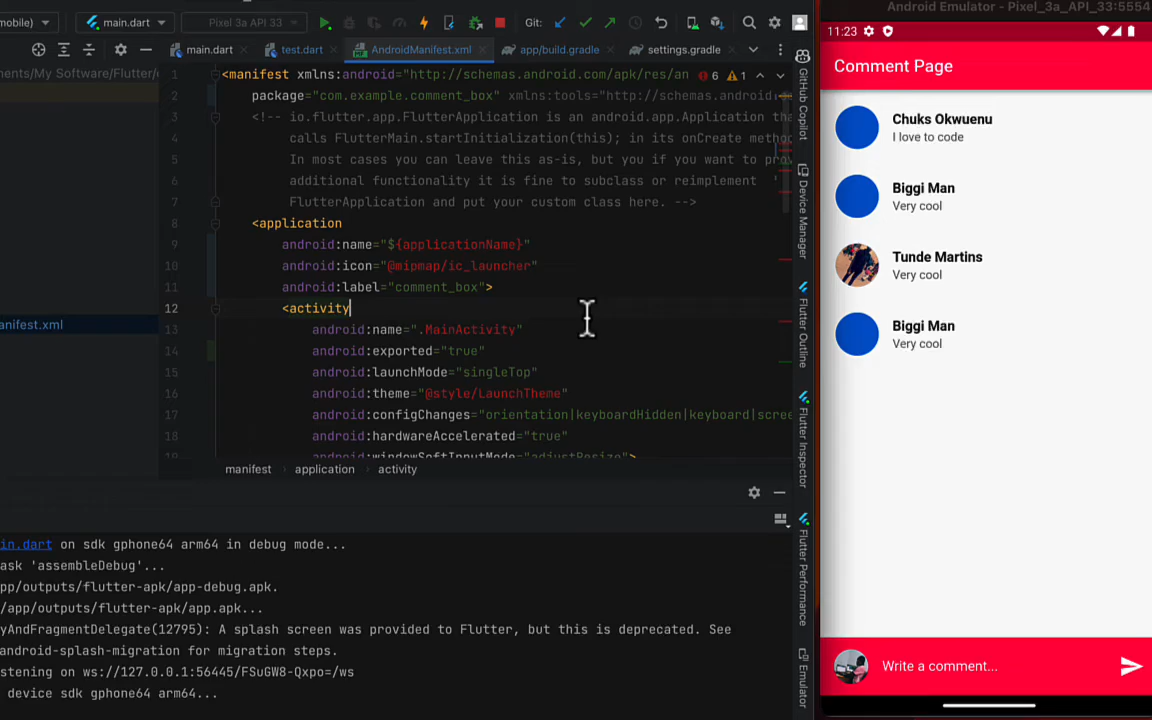 Android Emulator - Pixel_3a_API_33:5554
mobile)
main.dart
Pixel 3a API 33
Git:
main.dart
test.dart
AndroidManifest.xml
app/build.gradle
settings.gradle
ments/My Software/Flutter/
anifest.xml
6
1
1 <manifest xmlns:android="http://schemas.android.com/apk/res/an
2 package="com.example.comment_box" xmlns:tools="http://schemas.android
3 <!-- io.flutter.app.FlutterApplication is an android.app.Application tha
4 calls FlutterMain.startInitialization(this); in its onCreate metho
5 In most cases you can leave this as-is, but you if you want to pro
6 additional functionality it is fine to subclass or reimplement
7 FlutterApplication and put your custom class here. -->
8 <application
9 android:name="${applicationName}"
10 android:icon="@mipmap/ic_launcher"
11 android:label="comment_box">
12 <activity
13 android:name=".MainActivity"
14 android:exported="true"
15 android:launchMode="singleTop"
16 android:theme="@style/LaunchTheme"
17 android:configChanges="orientation|keyboardHidden|keyboard|scree
18 android:hardwareAccelerated="true"
19 android:windowSoftInputMode="adjustResize">
manifest
application
activity
in.dart on sdk gphone64 arm64 in debug mode...
ask 'assembleDebug'...
pp/outputs/flutter-apk/app-debug.apk.
/app/outputs/flutter-apk/app.apk...
yAndFragmentDelegate(12795): A splash screen was provided to Flutter, but this is deprecated. See
android-splash-migration for migration steps.
stening on ws://127.0.0.1:56445/FSuGW8-Qxpo=/ws
device sdk gphone64 arm64...
GitHub Copilot
Device Manager
Flutter Outline
Flutter Inspector
Flutter Performance
Emulator
11:23
Comment Page
Chuks Okwuenu
I love to code
Biggi Man
Very cool
Tunde Martins
Very cool
Biggi Man
Very cool
Write a comment...